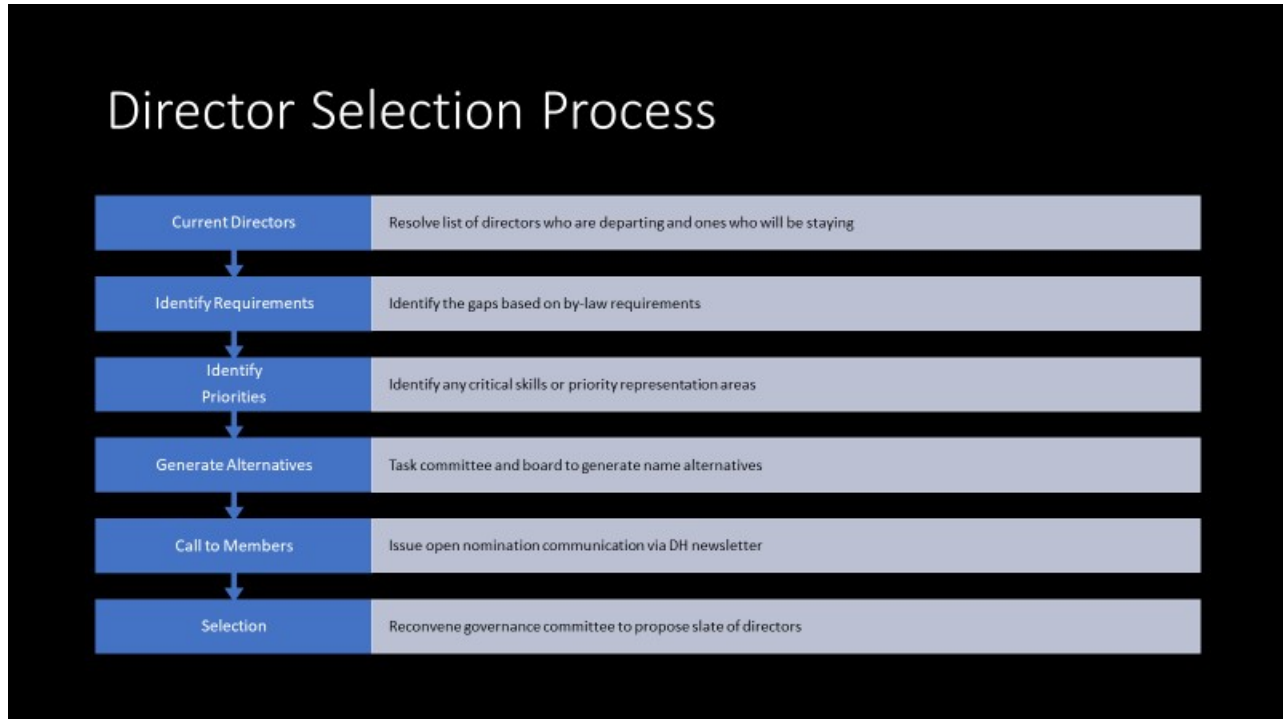 Director Selection Process
Current Directors
Resolve list of directors who are departing and ones who will be staying
Identify Requirements
Identify the gaps based on by-law requirements
Identify
Priorities
Identify any critical skills or priority representation areas
Generate Alternatives
Task committee and board to generate name alternatives
Call to Members
Issue open nomination communication via DH newsletter
Selection
Reconvene governance committee to propose slate of directors